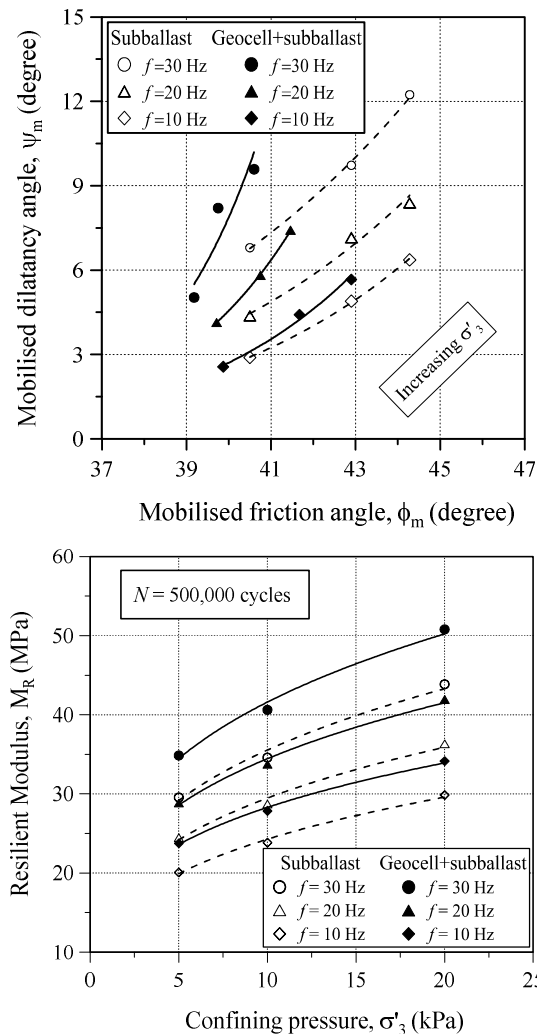 15
12
9
6
3
0
Mobilised dilatancy angle, ψm (degree)
Subballast Geocell+subballast
f=30 Hz f=30 Hz
f=20 Hz f=20 Hz
f=10 Hz f=10 Hz
Increasing σ'3
37 39 41 43 45 47
Mobilised friction angle, ϕm (degree)
60
50
40
30
20
10
Resilient Modulus, MR (MPa)
N = 500,000 cycles
Subballast Geocell+subballast
f = 30 Hz f = 30 Hz
f = 20 Hz f = 20 Hz
f = 10 Hz f = 10 Hz
0 5 10 15 20 25
Confining pressure, σ'3 (kPa)